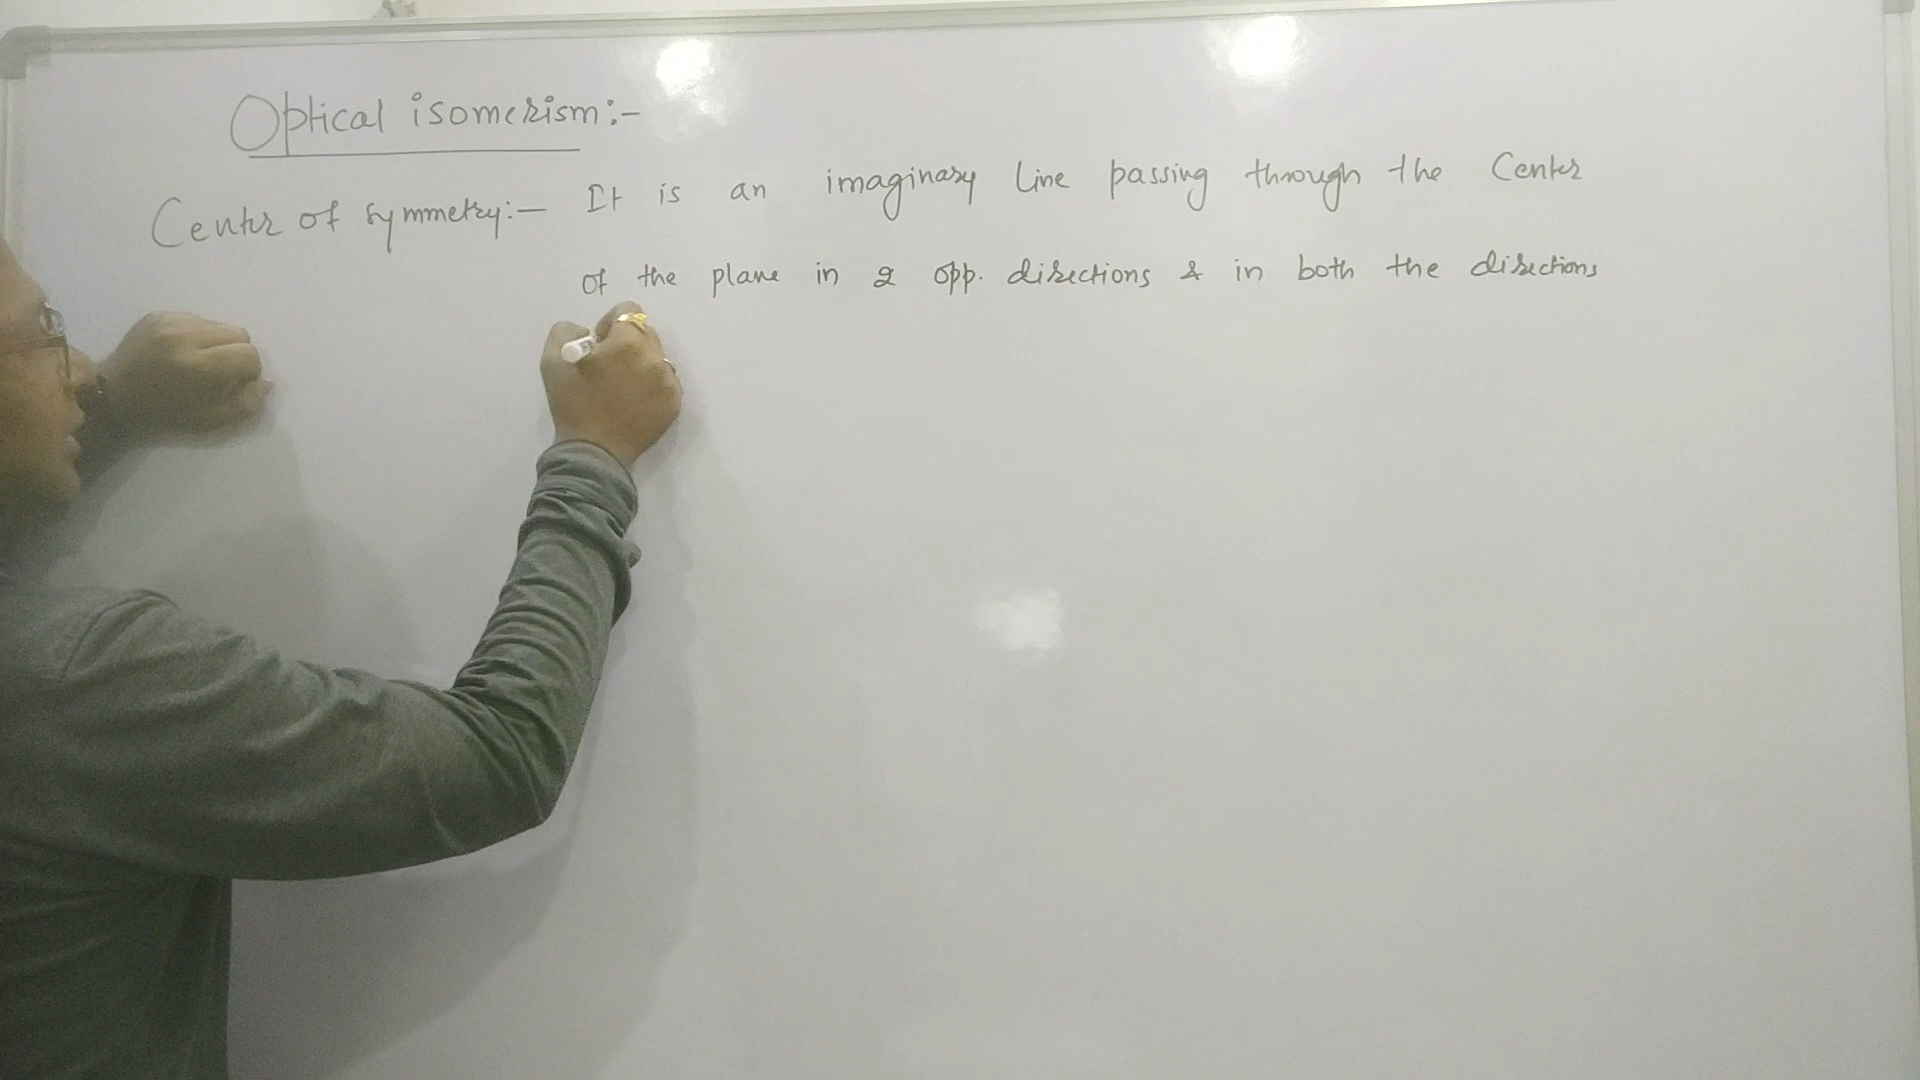 Optical isomerism:-
Center of symmetry:- It is an imaginary line passing through the Center
of the plane in 2 opp. directions & in both the directions